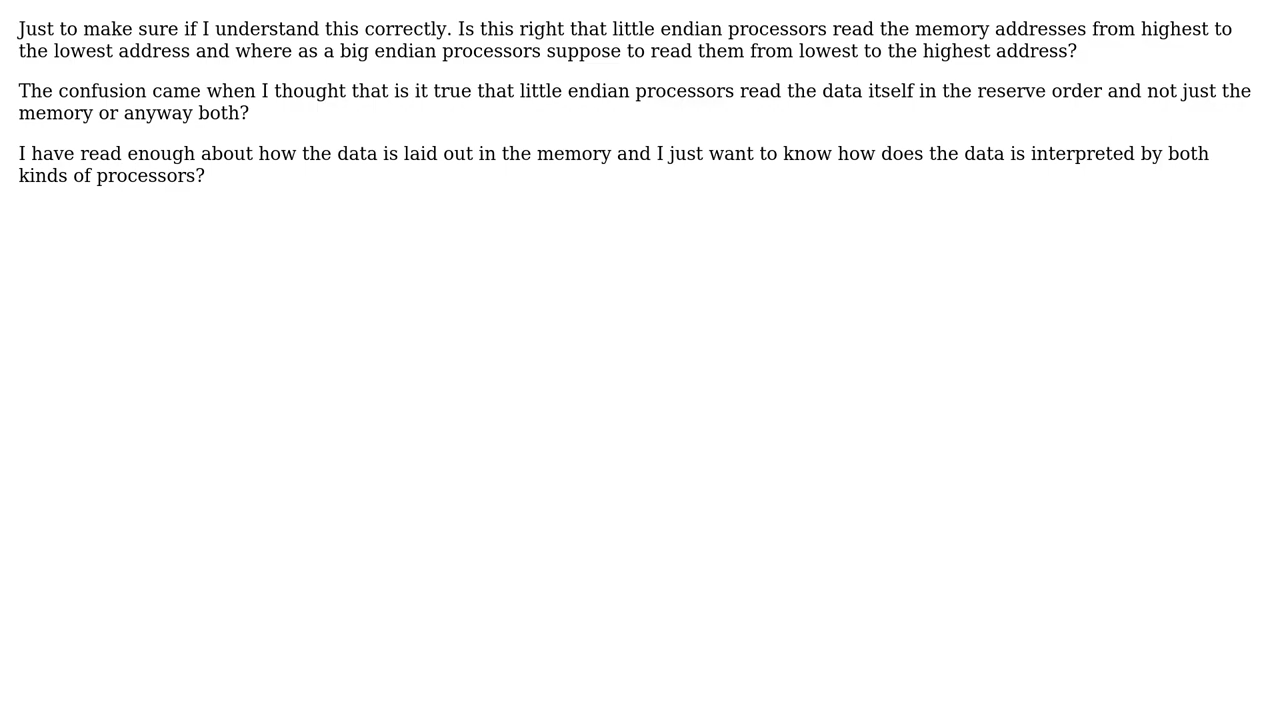 Just to make sure if I understand this correctly. Is this right that little endian processors read the memory addresses from highest to
the lowest address and where as a big endian processors suppose to read them from lowest to the highest address?
The confusion came when I thought that is it true that little endian processors read the data itself in the reserve order and not just the
memory or anyway both?
I have read enough about how the data is laid out in the memory and I just want to know how does the data is interpreted by both
kinds of processors?